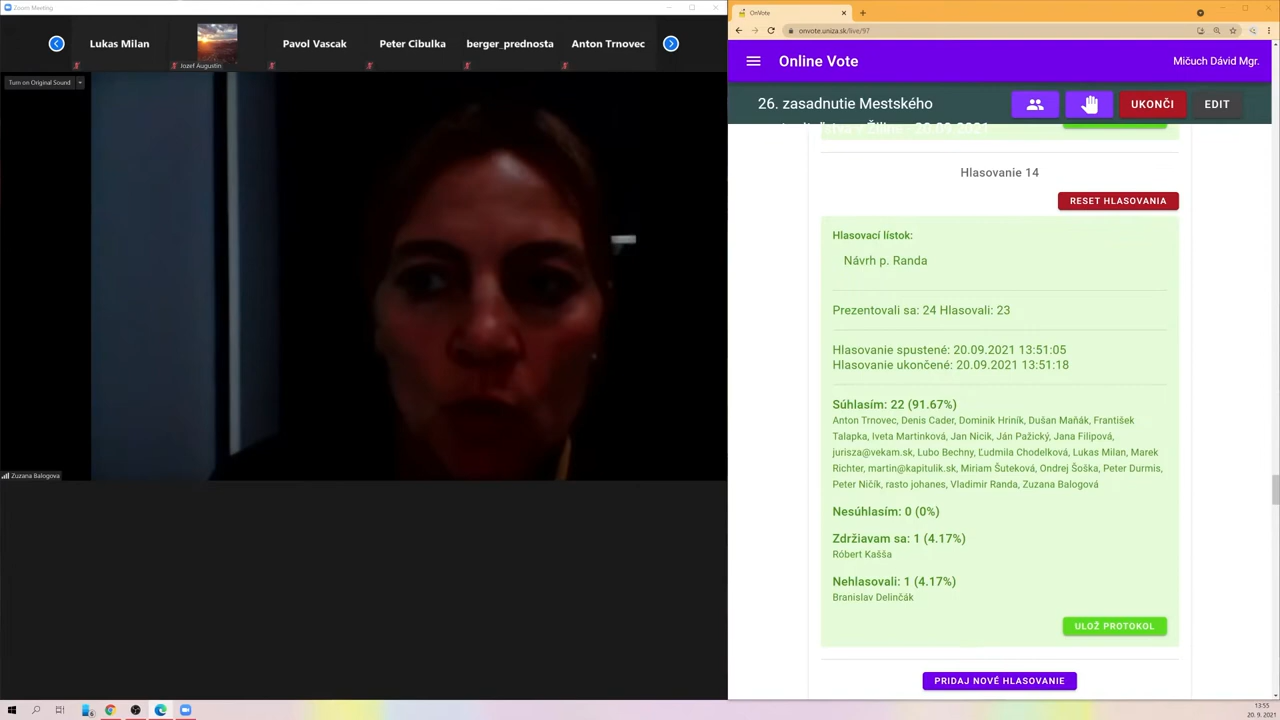 Zoom Meeting
Lukas Milan
Pavol Vascak
Peter Cibulka
berger_prednosta
Anton Trnovec
Jozef Augustin
Turn on Original Sound
Zuzana Balogova
OnVote
onvote.uniza.sk/live/97
Online Vote
Mičuch Dávid Mgr.
26. zasadnutie Mestského
UKONČI
EDIT
Žiline - 20.09.2021
Hlasovanie 14
RESET HLASOVANIA
Hlasovací lístok:
Návrh p. Randa
Prezentovali sa: 24 Hlasovali: 23
Hlasovanie spustené: 20.09.2021 13:51:05
Hlasovanie ukončené: 20.09.2021 13:51:18
Súhlasím: 22 (91.67%)
Anton Trnovec, Denis Cader, Dominik Hriník, Dušan Maňák, František
Talapka, Iveta Martinková, Jan Nicik, Ján Pažický, Jana Filipová,
jurisza@vekam.sk, Lubo Bechny, Ľudmila Chodelková, Lukas Milan, Marek
Richter, martin@kapitulik.sk, Miriam Šuteková, Ondrej Šoška, Peter Durmis,
Peter Ničík, rasto johanes, Vladimir Randa, Zuzana Balogová
Nesúhlasím: 0 (0%)
Zdržiavam sa: 1 (4.17%)
Róbert Kašša
Nehlasovali: 1 (4.17%)
Branislav Delinčák
ULOŽ PROTOKOL
PRIDAJ NOVÉ HLASOVANIE
13:55
20. 9. 2021